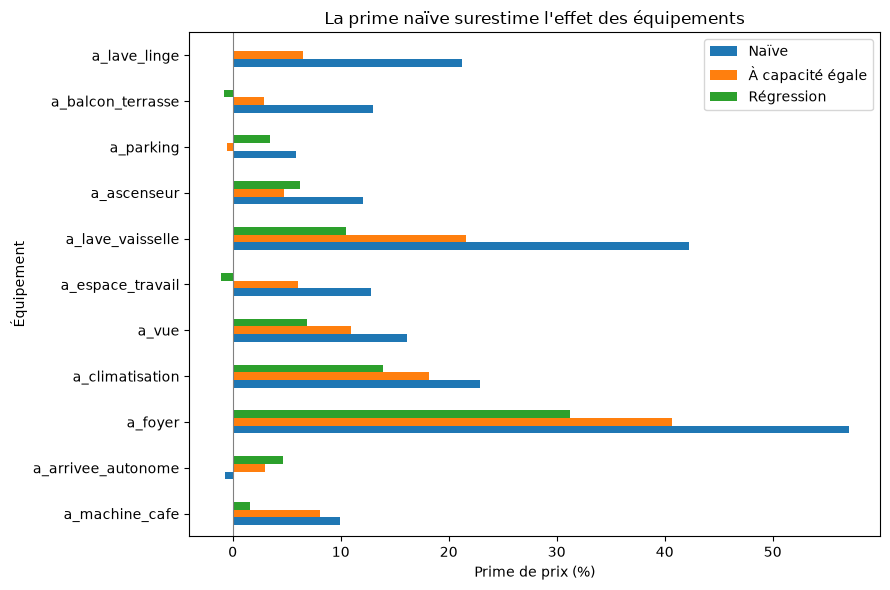 La prime naïve surestime l'effet des équipements
Naïve
À capacité égale
Régression
a_lave_linge
a_balcon_terrasse
a_parking
a_ascenseur
a_lave_vaisselle
a_espace_travail
a_vue
a_climatisation
a_foyer
a_arrivee_autonome
a_machine_cafe
Équipement
0 10 20 30 40 50
Prime de prix (%)